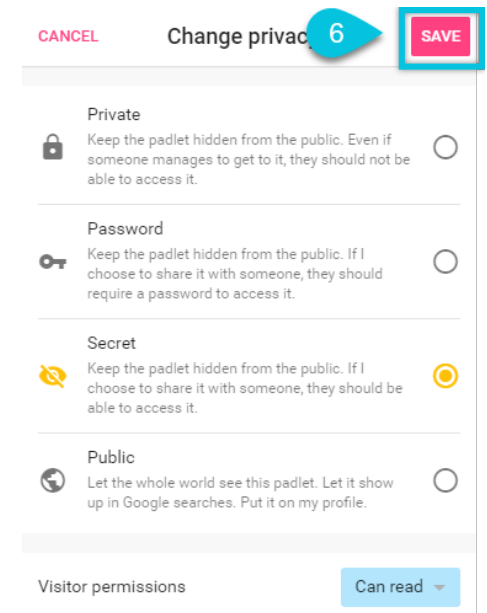 CANCEL Change privac 6 SAVE
Private
Keep the padlet hidden from the public. Even if
someone manages to get to it, they should not be
able to access it.
Password
Keep the padlet hidden from the public. If I
choose to share it with someone, they should
require a password to access it.
Secret
Keep the padlet hidden from the public. If I
choose to share it with someone, they should be
able to access it.
Public
Let the whole world see this padlet. Let it show
up in Google searches. Put it on my profile.
Visitor permissions Can read